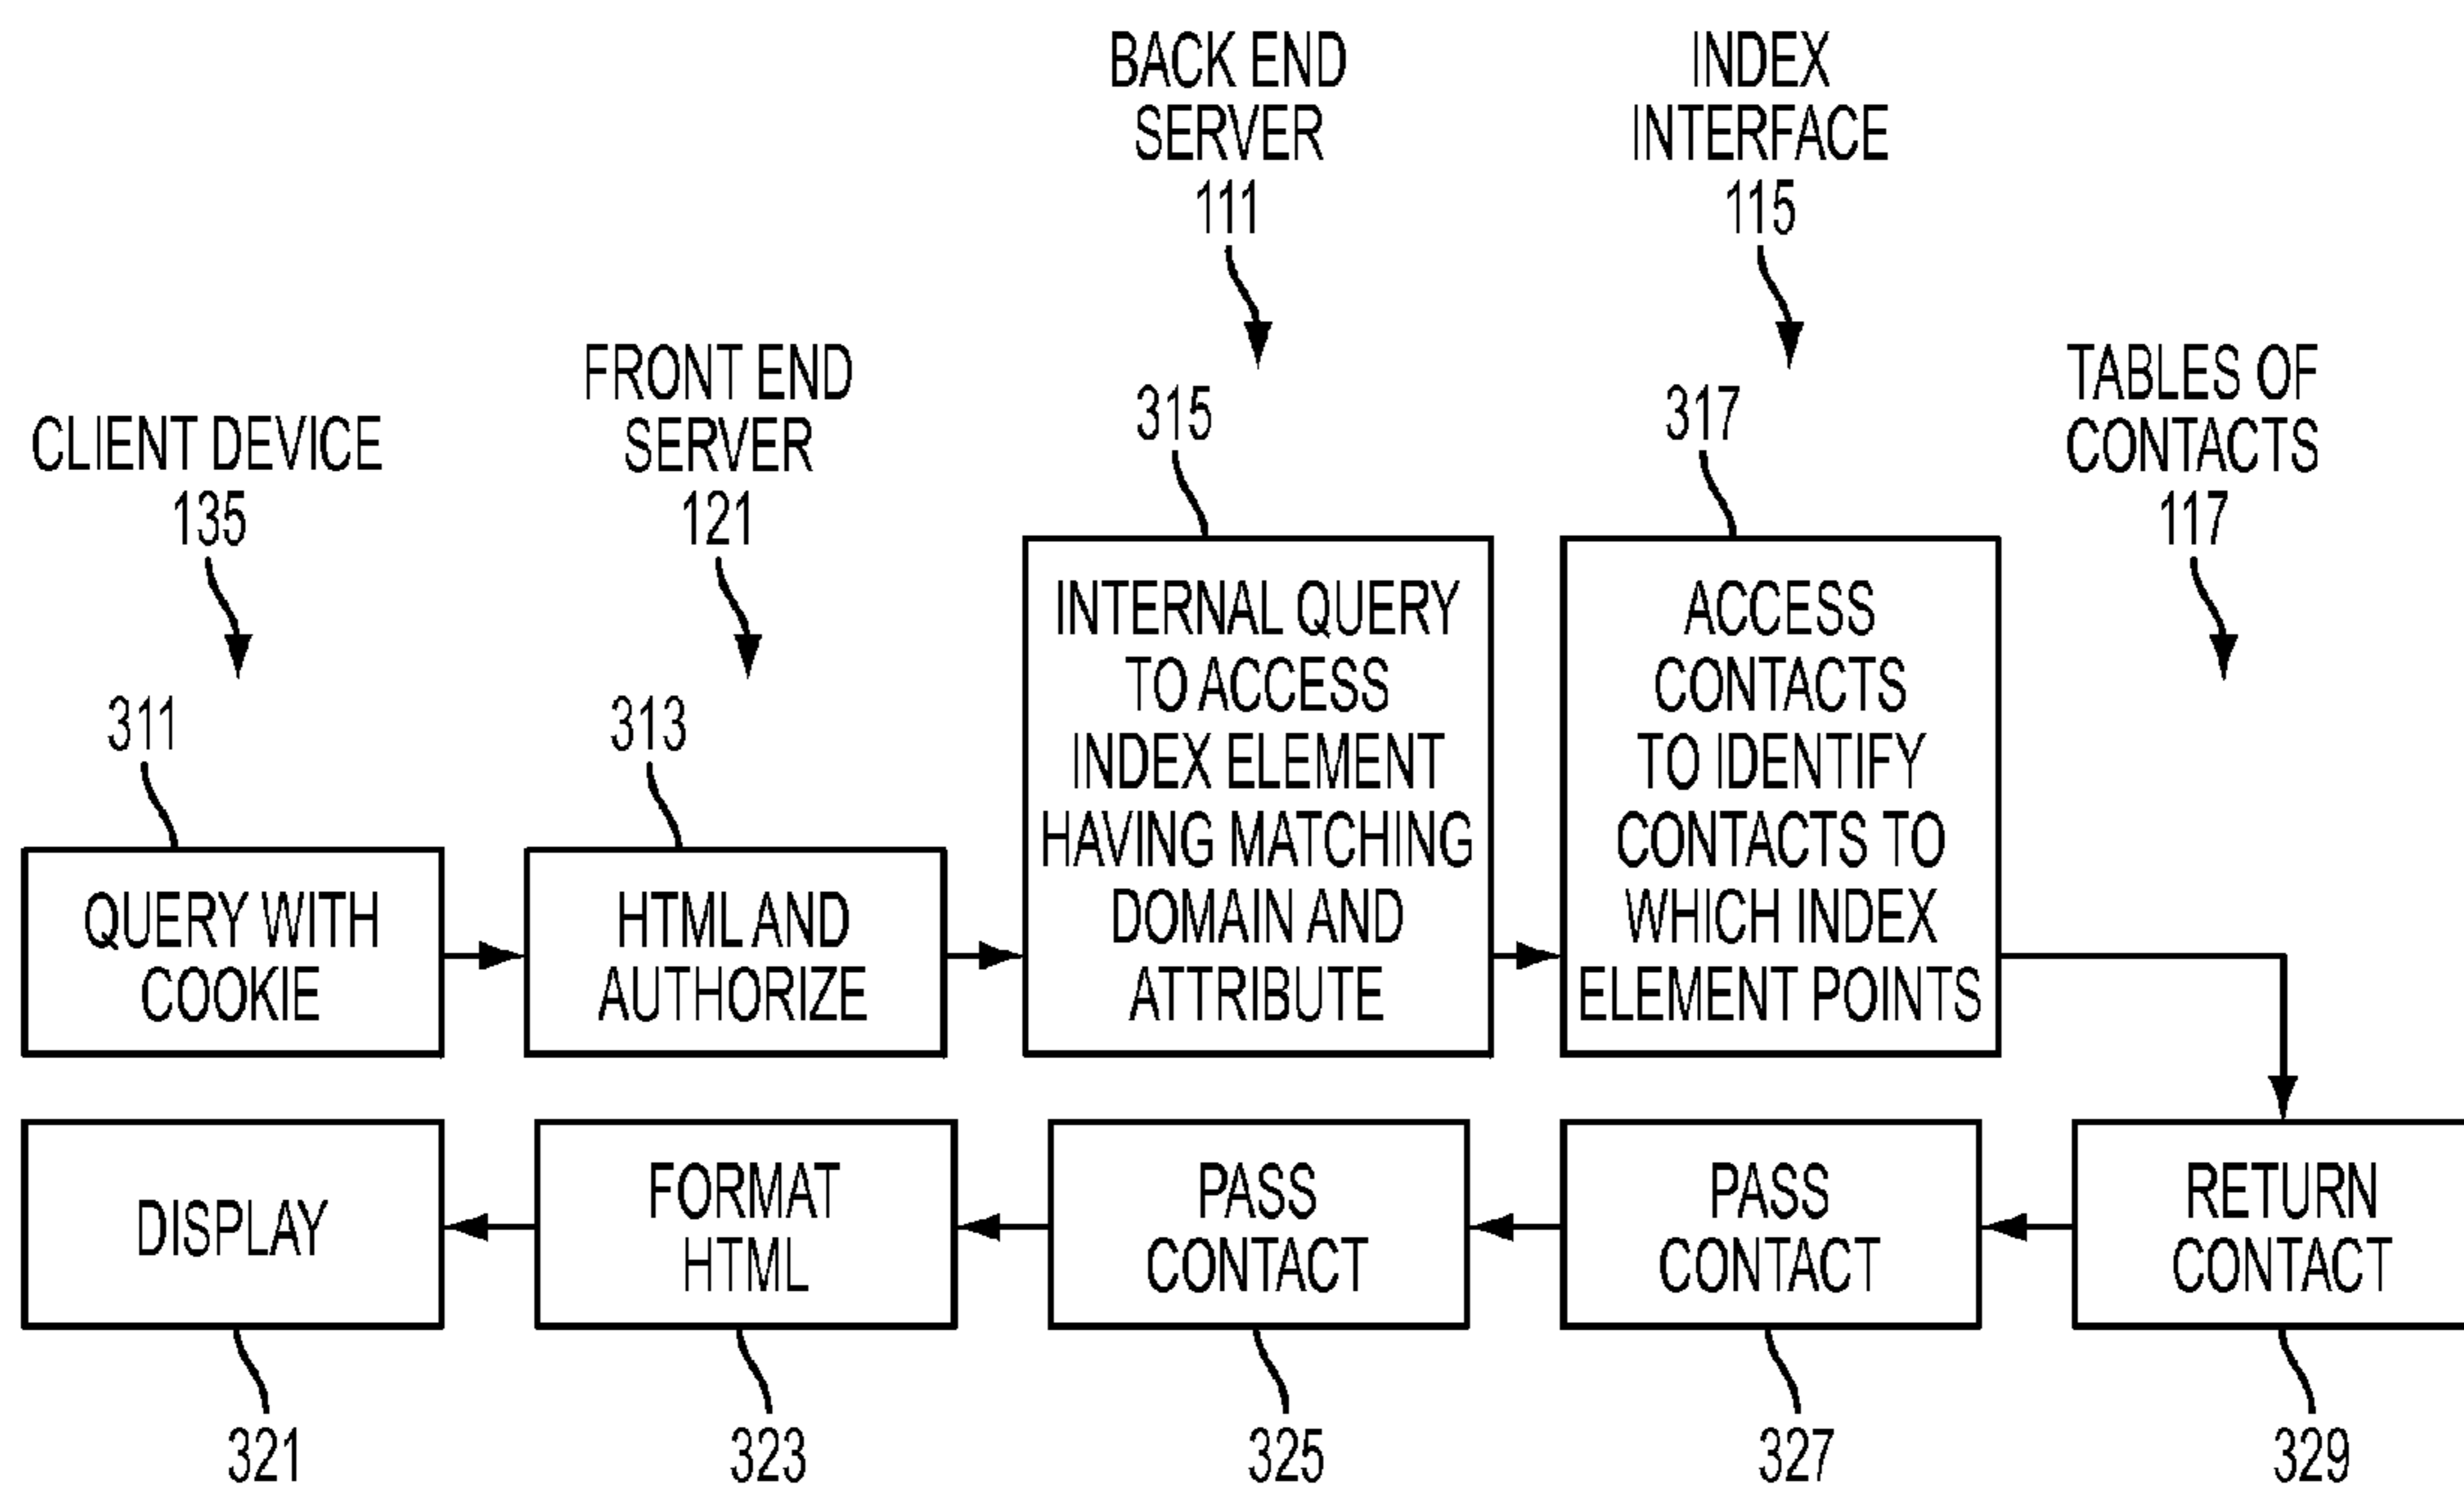 BACK END
SERVER
111
INDEX
INTERFACE
115
CLIENT DEVICE
135
FRONT END
SERVER
121
315
317
TABLES OF
CONTACTS
117
311
313
QUERY WITH
COOKIE
HTML AND
AUTHORIZE
INTERNAL QUERY
TO ACCESS
INDEX ELEMENT
HAVING MATCHING
DOMAIN AND
ATTRIBUTE
ACCESS
CONTACTS
TO IDENTIFY
CONTACTS TO
WHICH INDEX
ELEMENT POINTS
DISPLAY
FORMAT
HTML
PASS
CONTACT
PASS
CONTACT
RETURN
CONTACT
321
323
325
327
329